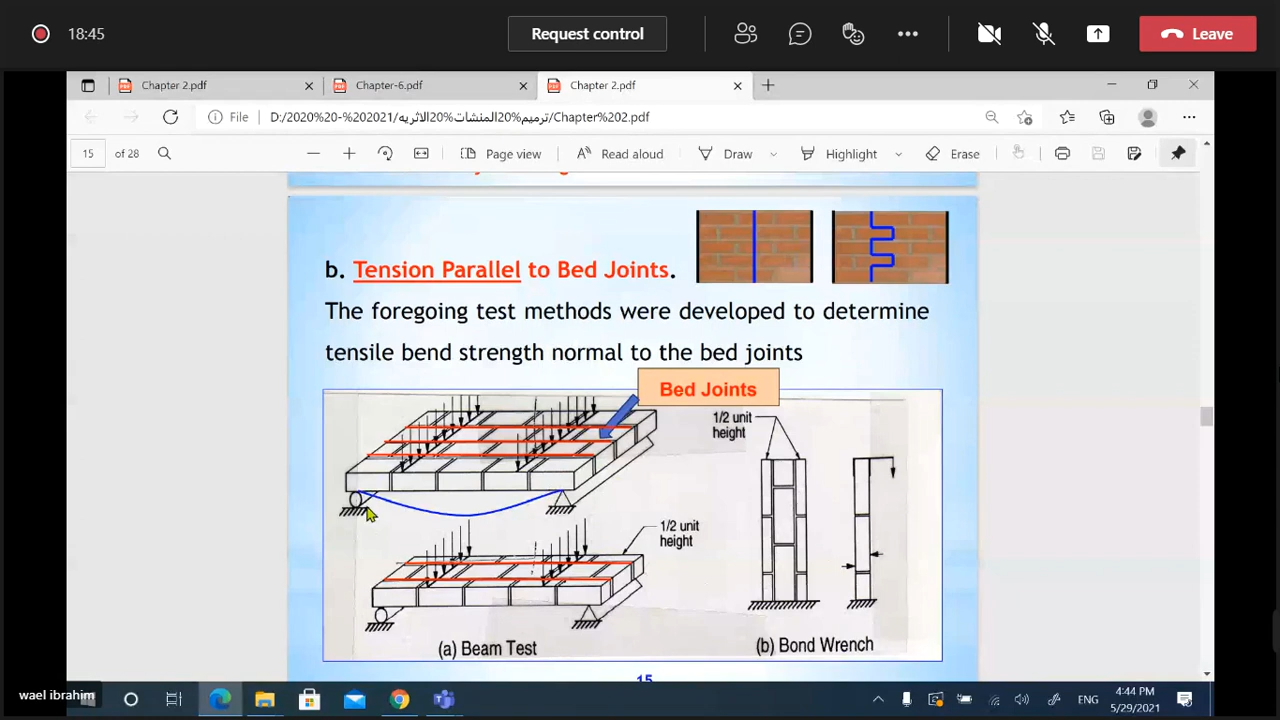 18:45
Request control
Leave
Chapter 2.pdf
Chapter-6.pdf
Chapter 2.pdf
File
D:/2020%20-%202021/ترميم%20المنشات%20الاثريه/Chapter%202.pdf
15 of 28
Page view
Read aloud
Draw
Highlight
Erase
b. Tension Parallel to Bed Joints.
The foregoing test methods were developed to determine
tensile bend strength normal to the bed joints
Bed Joints
1/2 unit
height
1/2 unit
height
(a) Beam Test
(b) Bond Wrench
15
wael ibrahim
ENG
4:44 PM
5/29/2021